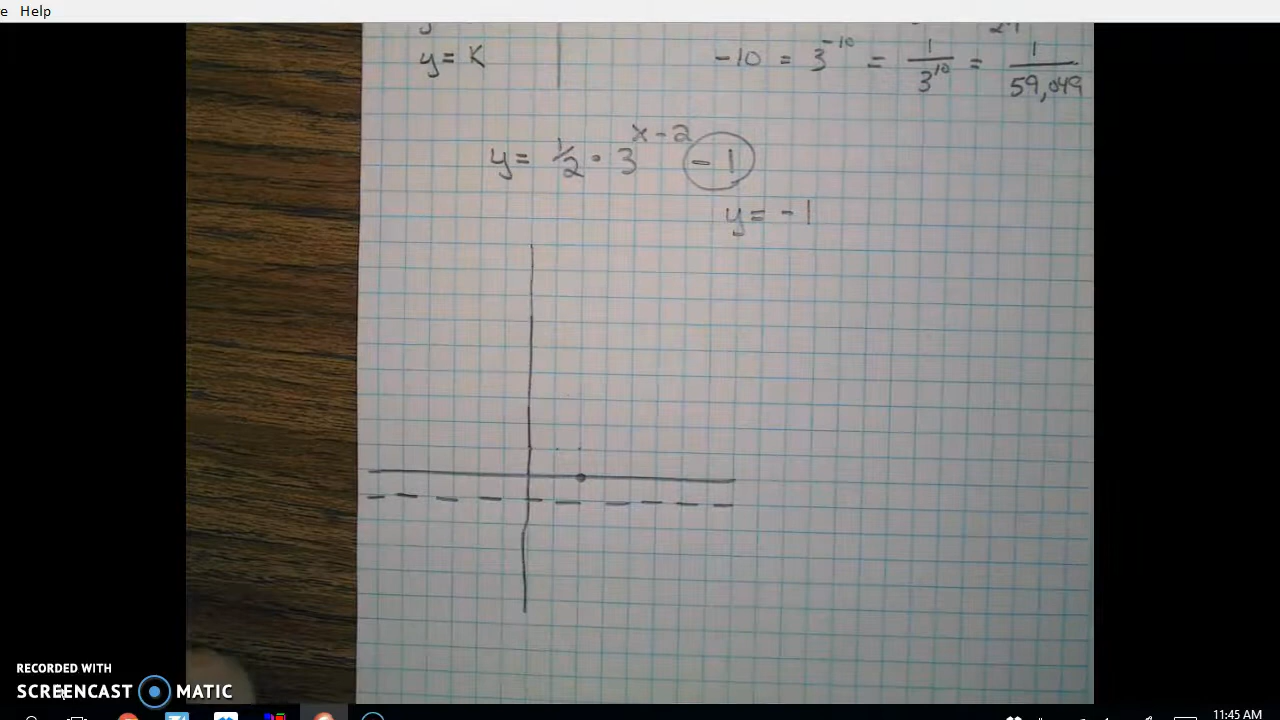 e Help
y = K
-10 = 3^-10 = 1/3^10 = 1/59,049
y = 1/2 · 3^x-2 - 1
y = -1
RECORDED WITH
SCREENCAST MATIC
11:45 AM